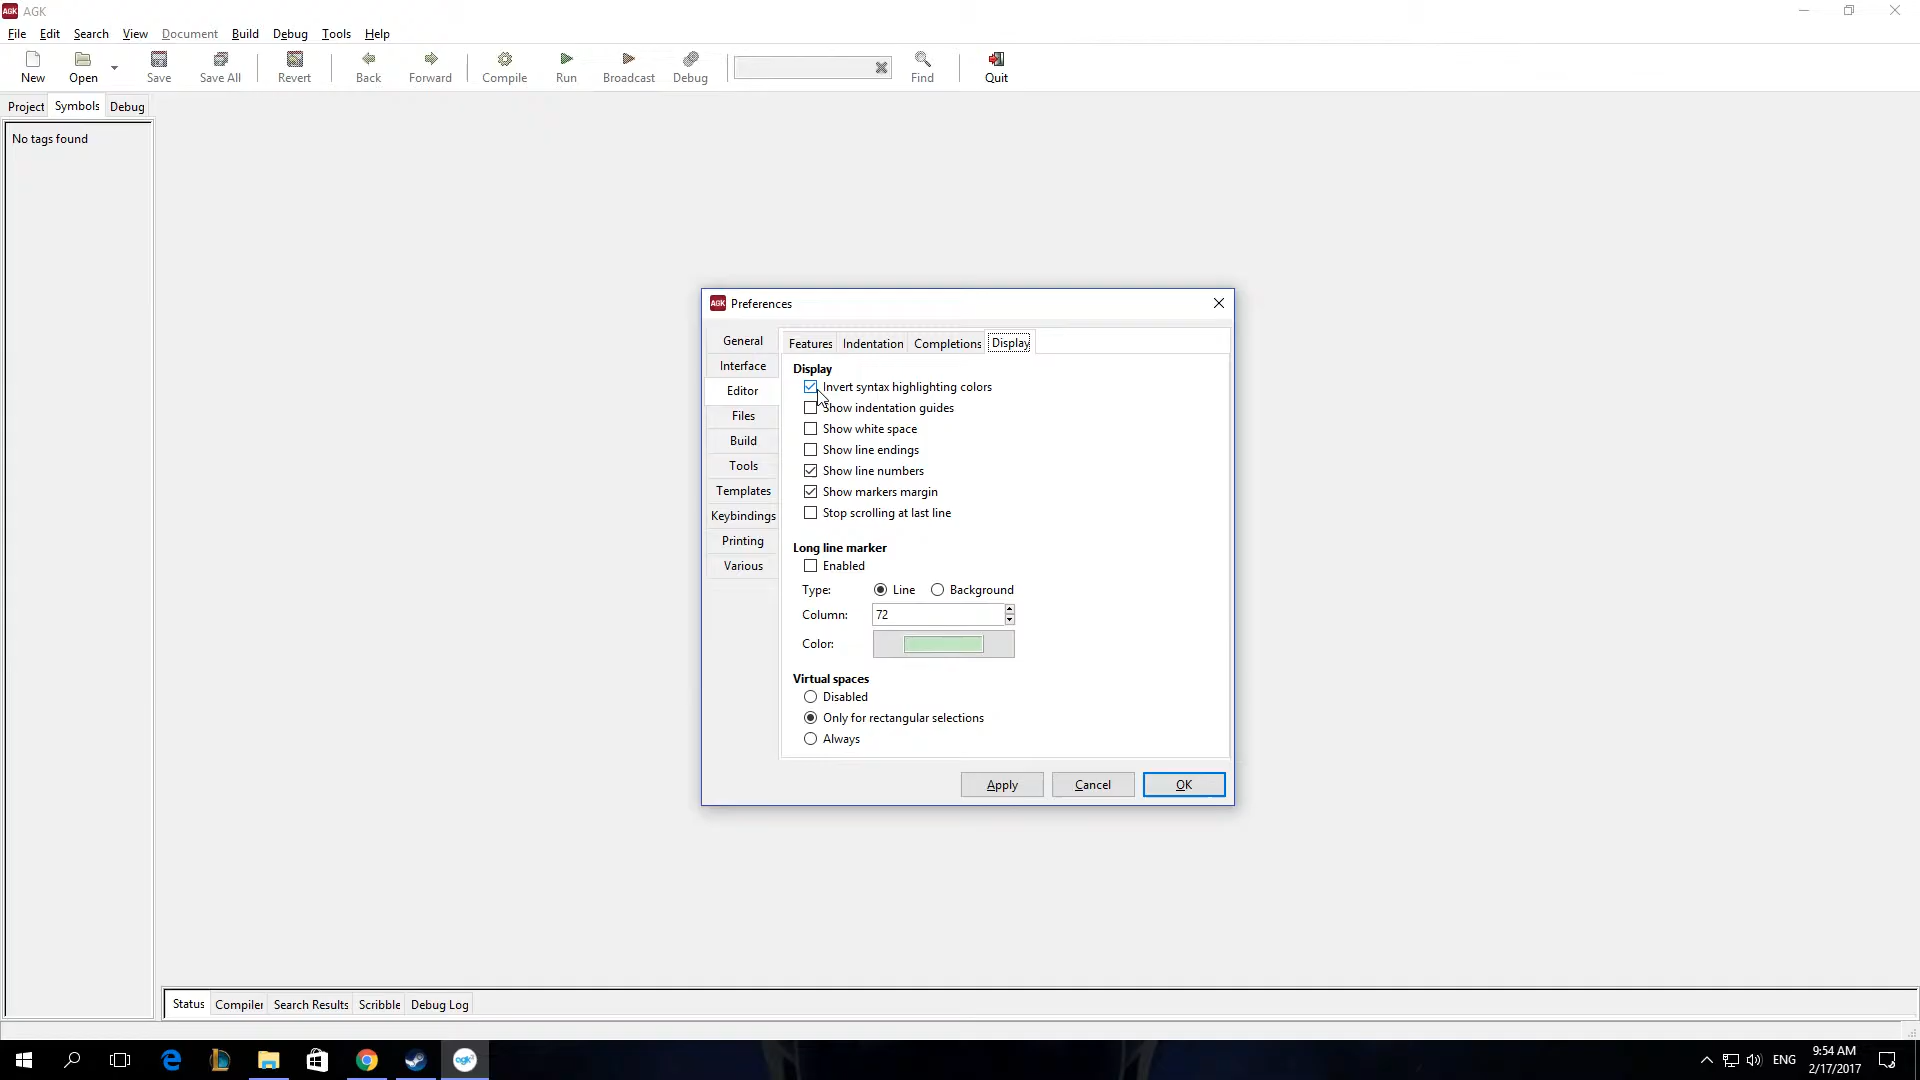 AGK AGK
File Edit Search View Document Build Debug Tools Help
New Open Save Save All Revert Back Forward Compile Run Broadcast Debug Find Quit
Project Symbols Debug
No tags found
AGK Preferences
General
Interface
Editor
Files
Build
Tools
Templates
Keybindings
Printing
Various
Features Indentation Completions Display
Display
Invert syntax highlighting colors
Show indentation guides
Show white space
Show line endings
Show line numbers
Show markers margin
Stop scrolling at last line
Long line marker
Enabled
Type: Line Background
Column: 72
Color:
Virtual spaces
Disabled
Only for rectangular selections
Always
Apply Cancel OK
Status Compiler Search Results Scribble Debug Log
agk
ENG
9:54 AM
2/17/2017